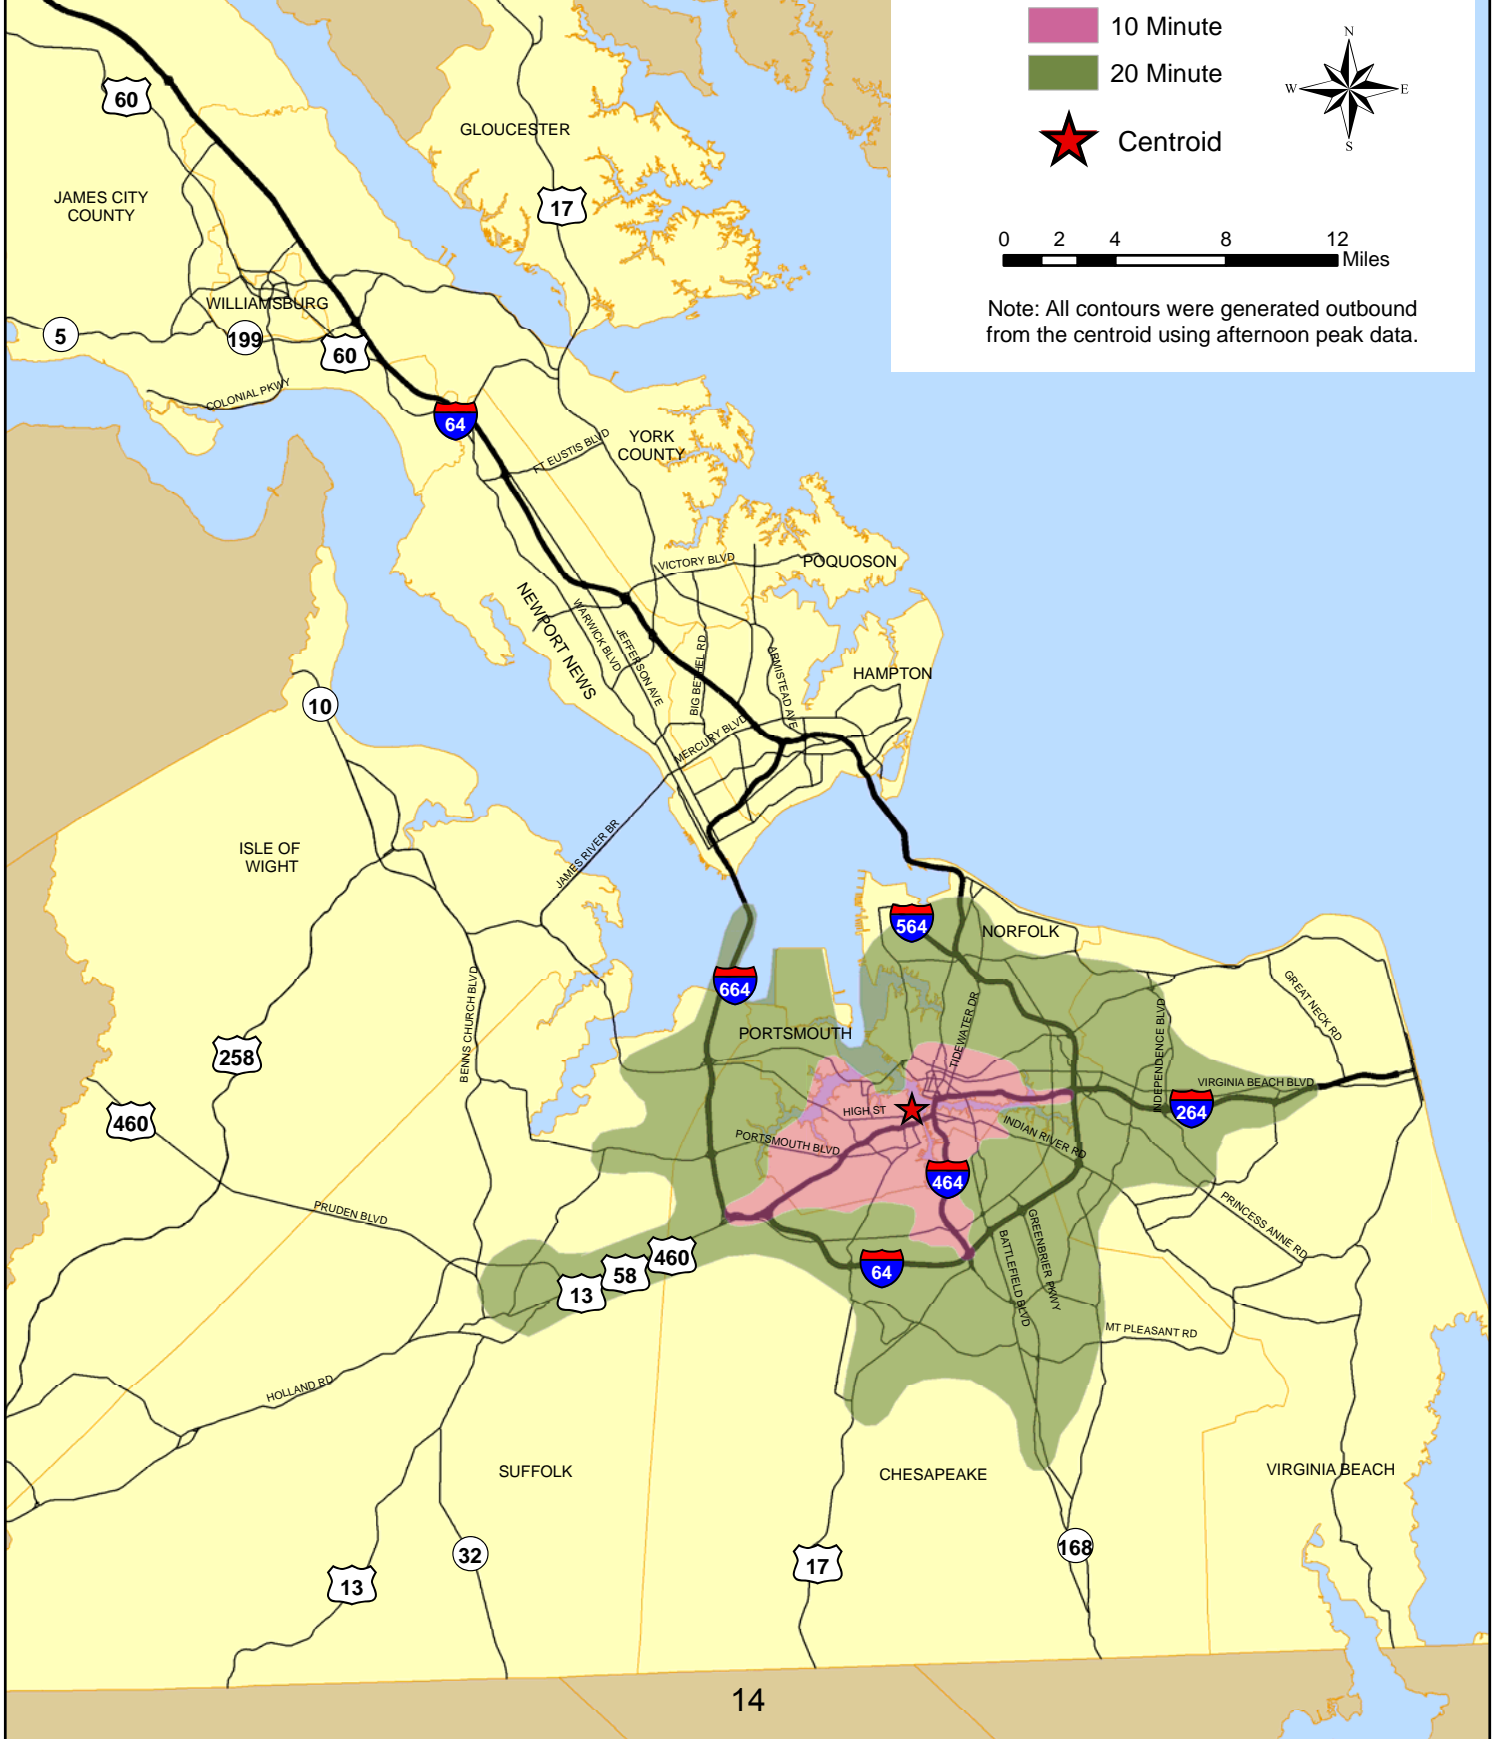 10 Minute
20 Minute
Centroid
N
W
E
S
0 2 4 8 12
Miles
Note: All contours were generated outbound
from the centroid using afternoon peak data.
60
GLOUCESTER
17
JAMES CITY
COUNTY
WILLIAMSBURG
5
199
60
COLONIAL PKWY
64
FT EUSTIS BLVD
YORK
COUNTY
VICTORY BLVD
POQUOSON
NEWPORT NEWS
WARWICK BLVD
JEFFERSON AVE
BIG BETHEL RD
ARMISTEAD AVE
HAMPTON
MERCURY BLVD
10
ISLE OF
WIGHT
JAMES RIVER BR
564
NORFOLK
664
GREAT NECK RD
BENNS CHURCH BLVD
PORTSMOUTH
TIDEWATER DR
INDEPENDENCE BLVD
258
VIRGINIA BEACH BLVD
264
460
HIGH ST
INDIAN RIVER RD
PORTSMOUTH BLVD
464
PRUDEN BLVD
PRINCESS ANNE RD
GREENBRIER PKWY
BATTLEFIELD BLVD
460
58
13
64
MT PLEASANT RD
HOLLAND RD
SUFFOLK
CHESAPEAKE
VIRGINIA BEACH
32
17
168
13
14